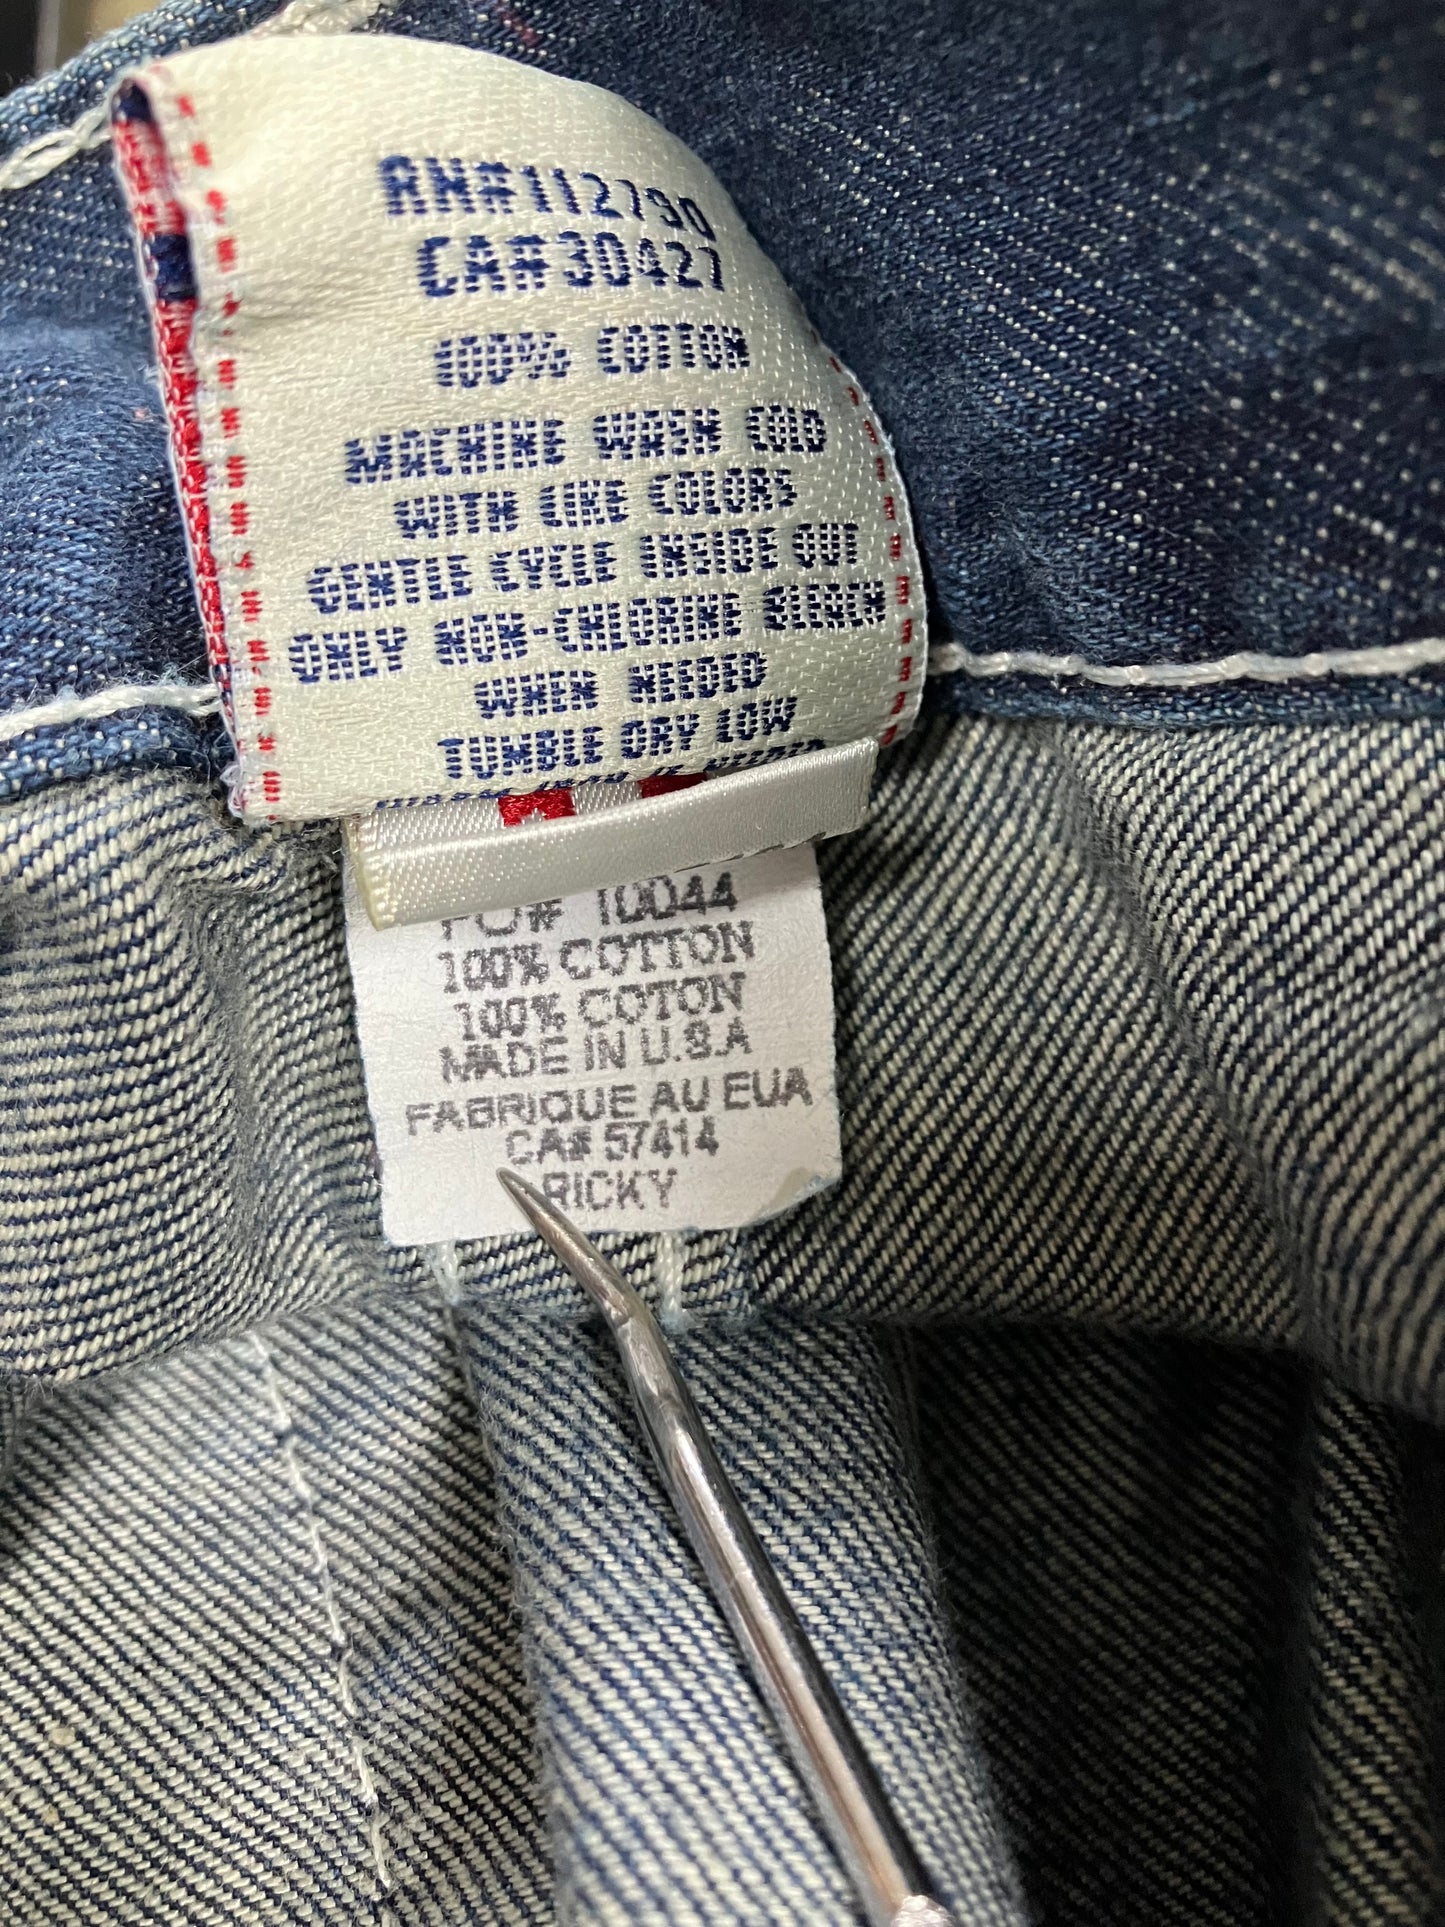 RN#112790
CA#30427
100% COTTON
MACHINE WASH COLD
WITH LIKE COLORS
GENTLE CYCLE INSIDE OUT
ONLY NON-CHLORINE BLEACH
WHEN NEEDED
TUMBLE DRY LOW
PO# 10044
100% COTTON
100% COTON
MADE IN U.S.A
FABRIQUE AU EUA
CA# 57414
RICKY